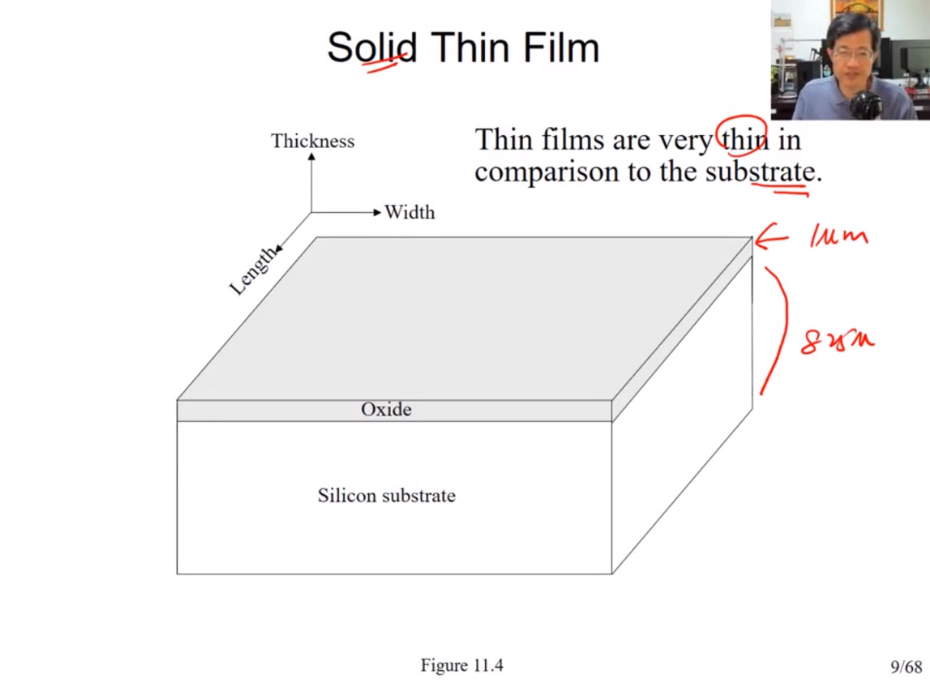 Solid Thin Film
Thin films are very thin in
comparison to the substrate.
Thickness
Width
Length
1um
Oxide
Silicon substrate
Figure 11.4
9/68